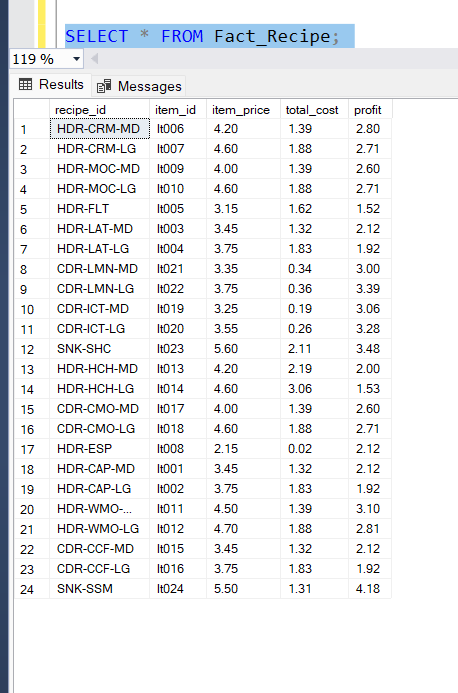 SELECT * FROM Fact_Recipe;
119 %
Results Messages
recipe_id item_id item_price total_cost profit
1 HDR-CRM-MD It006 4.20 1.39 2.80
2 HDR-CRM-LG It007 4.60 1.88 2.71
3 HDR-MOC-MD It009 4.00 1.39 2.60
4 HDR-MOC-LG It010 4.60 1.88 2.71
5 HDR-FLT It005 3.15 1.62 1.52
6 HDR-LAT-MD It003 3.45 1.32 2.12
7 HDR-LAT-LG It004 3.75 1.83 1.92
8 CDR-LMN-MD It021 3.35 0.34 3.00
9 CDR-LMN-LG It022 3.75 0.36 3.39
10 CDR-ICT-MD It019 3.25 0.19 3.06
11 CDR-ICT-LG It020 3.55 0.26 3.28
12 SNK-SHC It023 5.60 2.11 3.48
13 HDR-HCH-MD It013 4.20 2.19 2.00
14 HDR-HCH-LG It014 4.60 3.06 1.53
15 CDR-CMO-MD It017 4.00 1.39 2.60
16 CDR-CMO-LG It018 4.60 1.88 2.71
17 HDR-ESP It008 2.15 0.02 2.12
18 HDR-CAP-MD It001 3.45 1.32 2.12
19 HDR-CAP-LG It002 3.75 1.83 1.92
20 HDR-WMO-... It011 4.50 1.39 3.10
21 HDR-WMO-LG It012 4.70 1.88 2.81
22 CDR-CCF-MD It015 3.45 1.32 2.12
23 CDR-CCF-LG It016 3.75 1.83 1.92
24 SNK-SSM It024 5.50 1.31 4.18